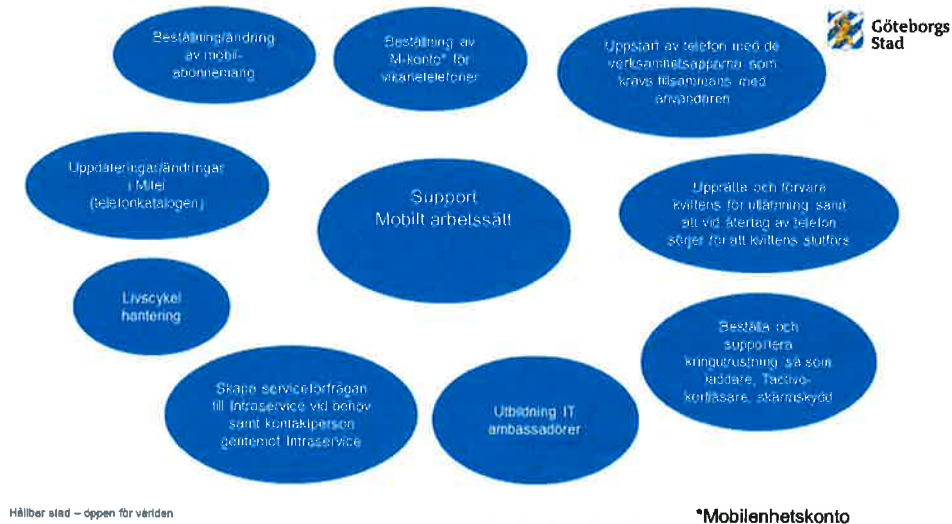 Göteborgs
Stad
Beställning/ändring
av mobil-
abonnemang
Beställning av
M-konto* för
vikarietelefoner
Uppstart av telefon med de
verksamhetsapparna som
krävs tillsammans med
användaren
Uppdateringar/ändringar
i Mitel
(telefonkatalogen)
Support
Mobilt arbetssätt
Upprätta och förvara
kvittens för utlämning samt
att vid återtag av telefon
sörjer för att kvittens slutförs
Livscykel
hantering
Beställa och
supportera
kringutrustning så som
laddare, Tactivo-
kortläsare, skärmskydd
Skapa serviceförfrågan
till Intraservice vid behov
samt kontaktperson
gentemot Intraservice
Utbildning IT
ambassadörer
Hållbar stad – öppen för världen
*Mobilenhetskonto